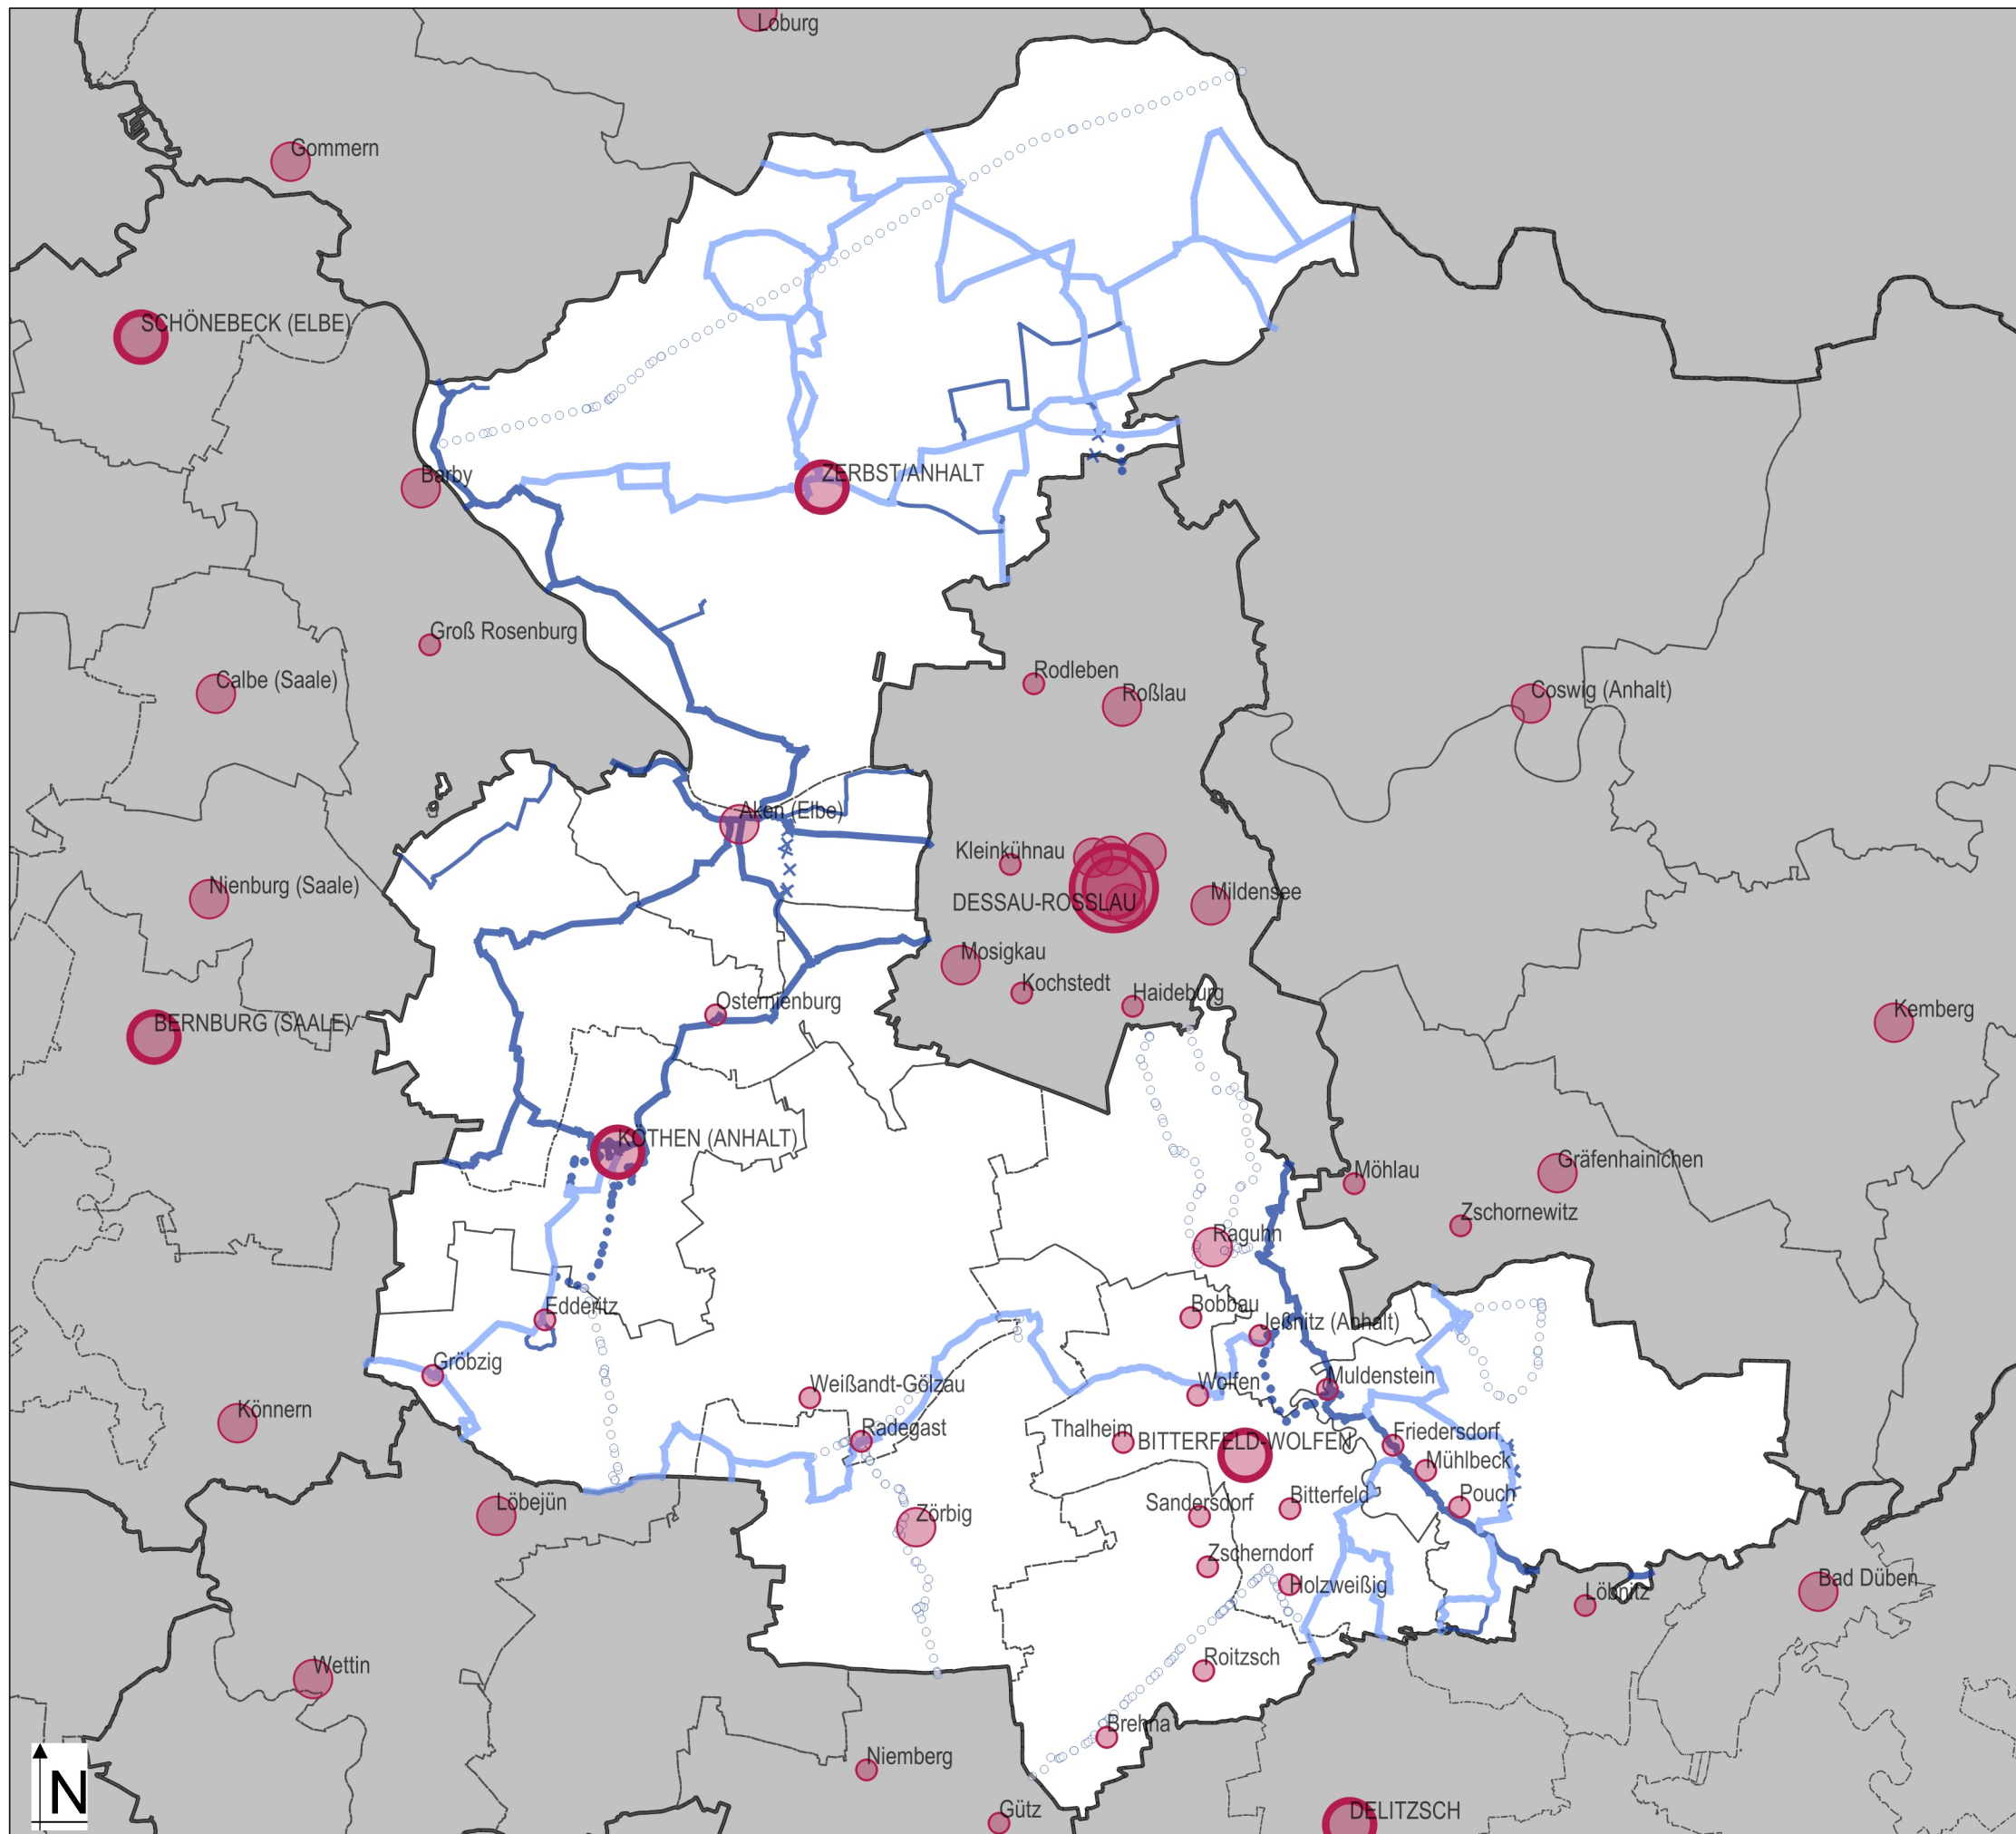 Loburg
Gommern
SCHÖNEBECK (ELBE)
Barby
ZERBST/ANHALT
Groß Rosenburg
Calbe (Saale)
Rodleben
Roßlau
Coswig (Anhalt)
Aken (Elbe)
Kleinkühnau
Nienburg (Saale)
DESSAU-ROSSLAU
Mildensee
Mosigkau
Kochstedt
Haideburg
Osternienburg
BERNBURG (SAALE)
Kemberg
KÖTHEN (ANHALT)
Möhlau
Gräfenhainichen
Zschornewitz
Raguhn
Edderitz
Bobbau
Jeßnitz (Anhalt)
Gröbzig
Weißandt-Gölzau
Wolfen
Muldenstein
Könnern
Radegast
Thalheim
BITTERFELD-WOLFEN
Friedersdorf
Mühlbeck
Löbejün
Zörbig
Sandersdorf
Bitterfeld
Pouch
Zscherndorf
Holzweißig
Löbnitz
Bad Düben
Wettin
Roitzsch
Brehna
Niemberg
Gütz
DELITZSCH
N